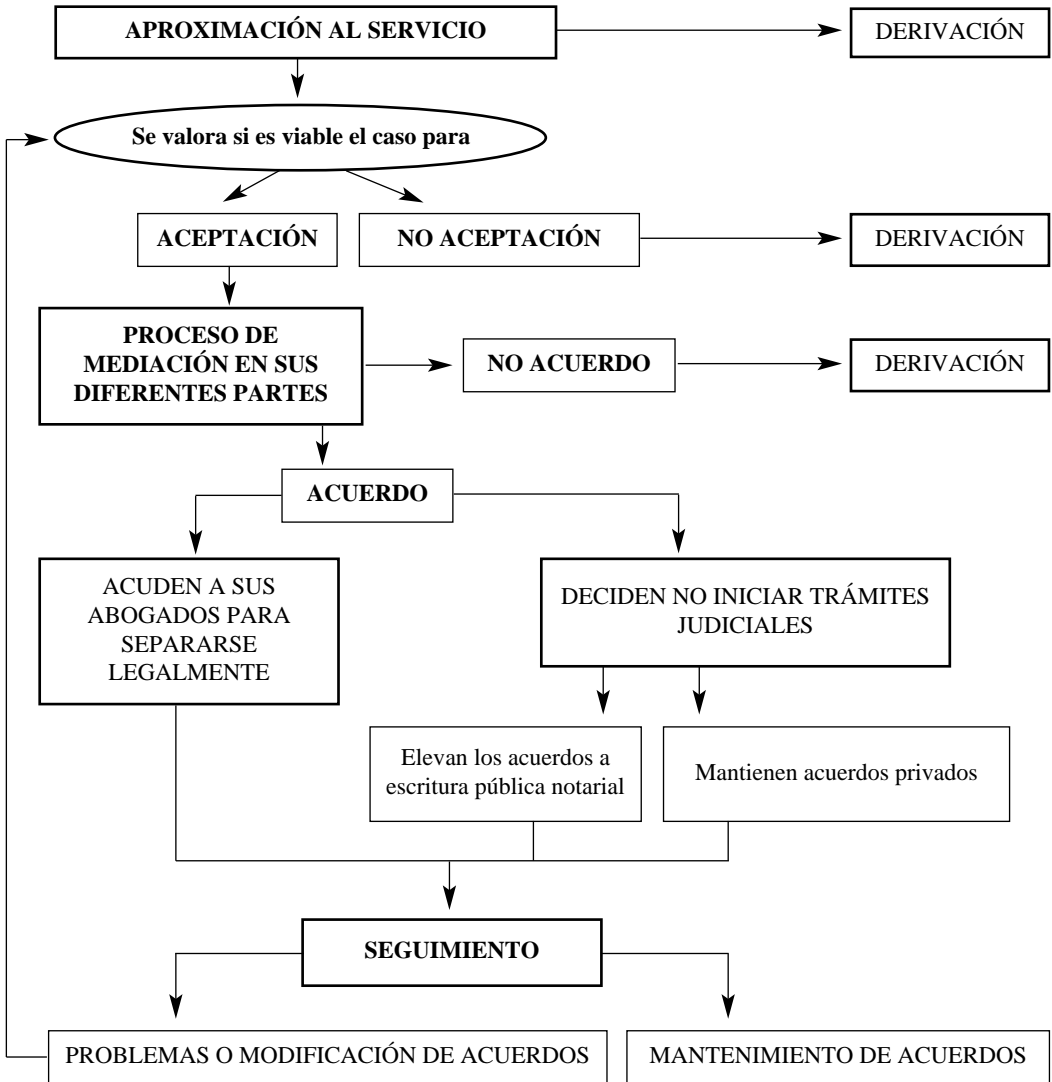 APROXIMACIÓN AL SERVICIO
DERIVACIÓN
Se valora si es viable el caso para
ACEPTACIÓN
NO ACEPTACIÓN
DERIVACIÓN
PROCESO DE
MEDIACIÓN EN SUS
DIFERENTES PARTES
NO ACUERDO
DERIVACIÓN
ACUERDO
ACUDEN A SUS
ABOGADOS PARA
SEPARARSE
LEGALMENTE
DECIDEN NO INICIAR TRÁMITES
JUDICIALES
Elevan los acuerdos a
escritura pública notarial
Mantienen acuerdos privados
SEGUIMIENTO
PROBLEMAS O MODIFICACIÓN DE ACUERDOS
MANTENIMIENTO DE ACUERDOS